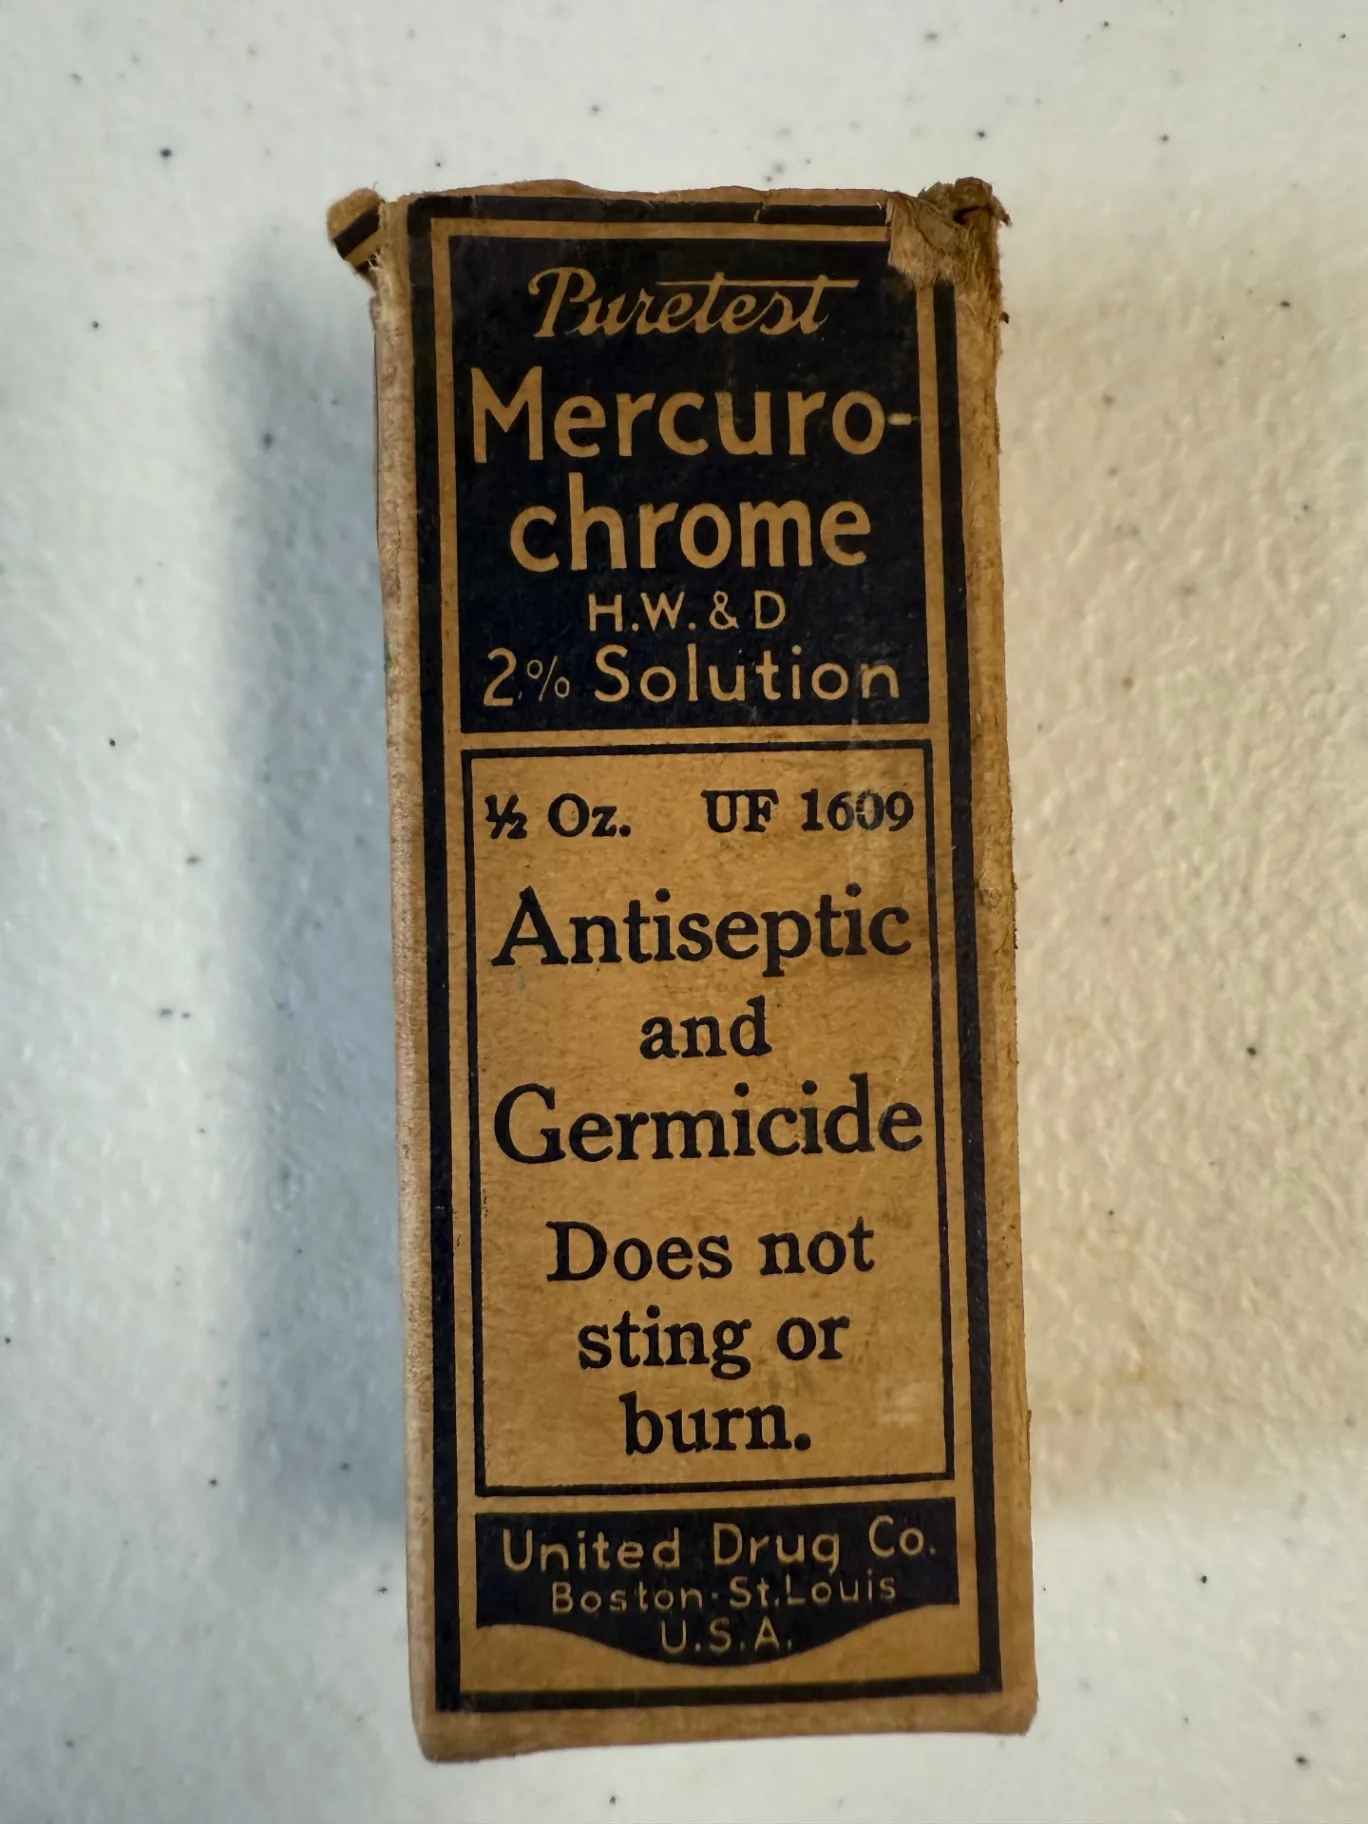 Puretest
Mercuro-
chrome
H.W. & D
2% Solution
½ Oz. UF 1609
Antiseptic
and
Germicide
Does not
sting or
burn.
United Drug Co.
Boston·St.Louis
U.S.A.